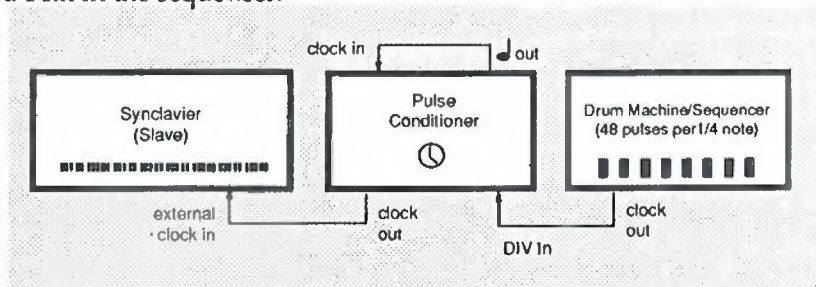 clock in
♩ out
Synclavier
(Slave)
Pulse
Conditioner
Drum Machine/Sequencer
(48 pulses per 1/4 note)
external
clock in
clock
out
DIV In
clock
out